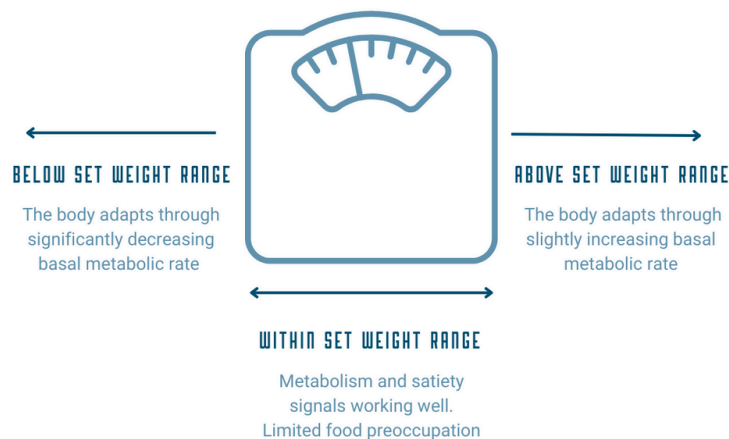 BELOW SET WEIGHT RANGE
The body adapts through
significantly decreasing
basal metabolic rate
ABOVE SET WEIGHT RANGE
The body adapts through
slightly increasing basal
metabolic rate
WITHIN SET WEIGHT RANGE
Metabolism and satiety
signals working well.
Limited food preoccupation